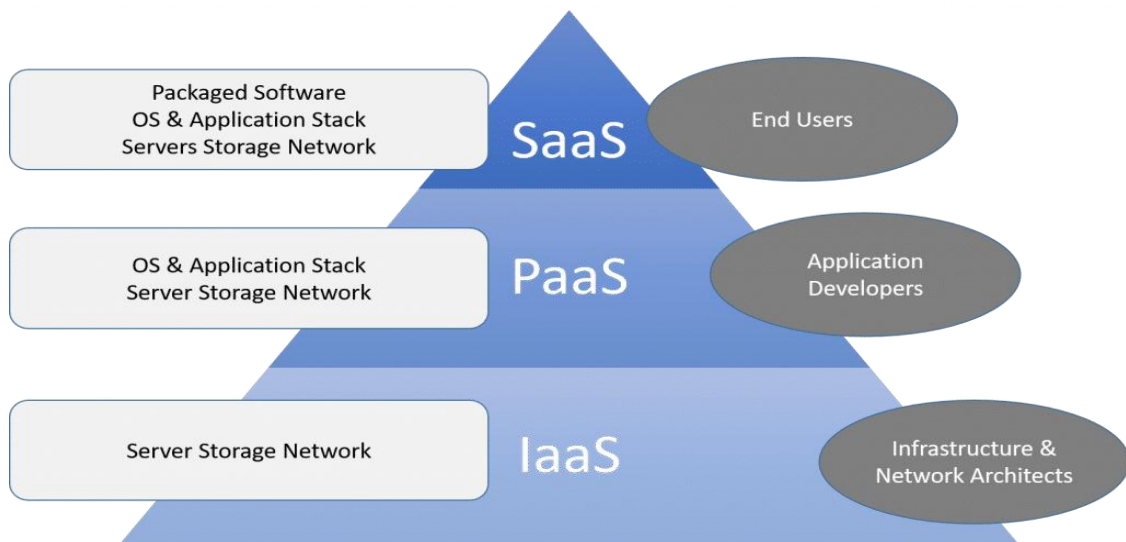 Packaged Software
OS & Application Stack
Servers Storage Network
SaaS
End Users
OS & Application Stack
Server Storage Network
PaaS
Application
Developers
Server Storage Network
IaaS
Infrastructure &
Network Architects